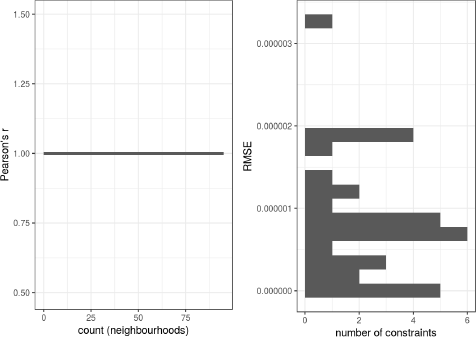 1.50
1.25
1.00
0.75
0.50
Pearson's r
0 25 50 75
count (neighbourhoods)
0.000003
0.000002
0.000001
0.000000
RMSE
0 2 4 6
number of constraints